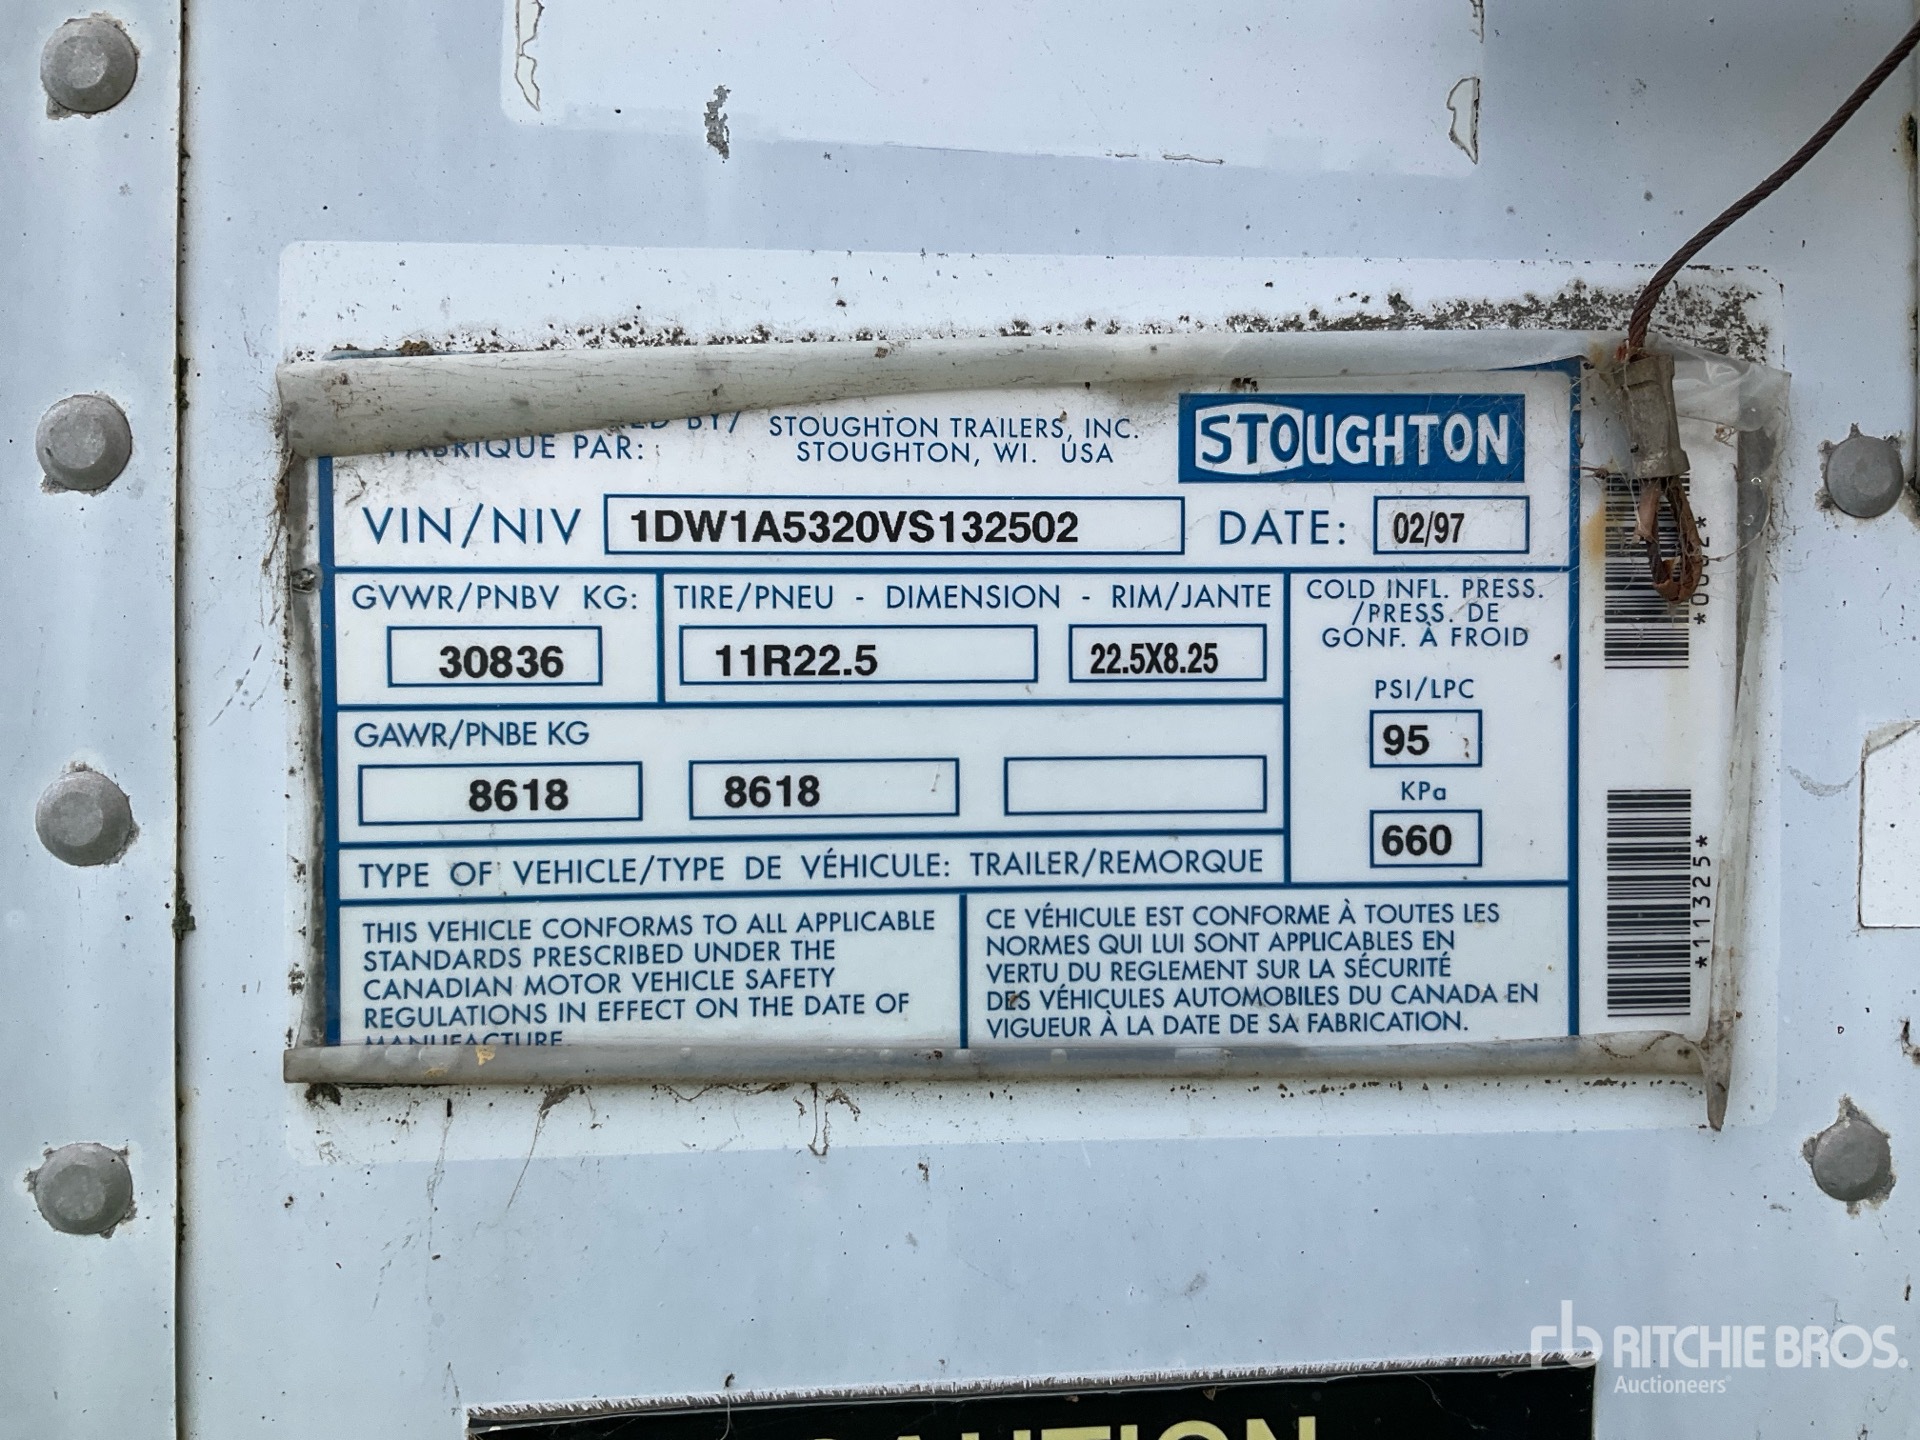 BY/
FABRIQUE PAR:
STOUGHTON TRAILERS, INC.
STOUGHTON, WI. USA
STOUGHTON
VIN/NIV 1DW1A5320VS132502 DATE: 02/97
GVWR/PNBV KG: TIRE/PNEU - DIMENSION - RIM/JANTE
30836 11R22.5 22.5X8.25
COLD INFL. PRESS.
/PRESS. DE
GONF. À FROID
PSI/LPC
95
KPa
660
GAWR/PNBE KG
8618 8618
TYPE OF VEHICLE/TYPE DE VÉHICULE: TRAILER/REMORQUE
THIS VEHICLE CONFORMS TO ALL APPLICABLE
STANDARDS PRESCRIBED UNDER THE
CANADIAN MOTOR VEHICLE SAFETY
REGULATIONS IN EFFECT ON THE DATE OF
MANUFACTURE
CE VÉHICULE EST CONFORME À TOUTES LES
NORMES QUI LUI SONT APPLICABLES EN
VERTU DU REGLEMENT SUR LA SÉCURITÉ
DES VÉHICULES AUTOMOBILES DU CANADA EN
VIGUEUR À LA DATE DE SA FABRICATION.
*11325*
rb RITCHIE BROS.
Auctioneers
CAUTION